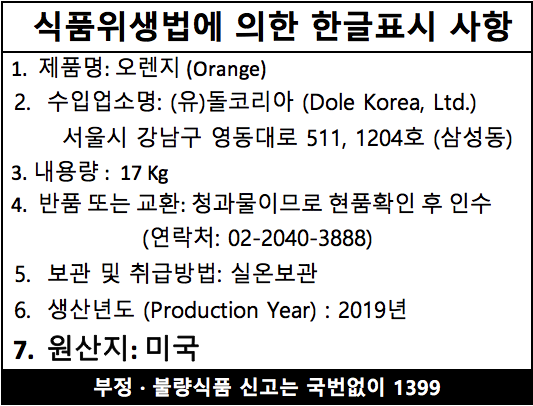 식품위생법에 의한 한글표시 사항
1. 제품명: 오렌지 (Orange)
2. 수입업소명: (유)돌코리아 (Dole Korea, Ltd.)
서울시 강남구 영동대로 511, 1204호 (삼성동)
3. 내용량 : 17 Kg
4. 반품 또는 교환: 청과물이므로 현품확인 후 인수
(연락처: 02-2040-3888)
5. 보관 및 취급방법: 실온보관
6. 생산년도 (Production Year) : 2019년
7. 원산지: 미국
부정 · 불량식품 신고는 국번없이 1399